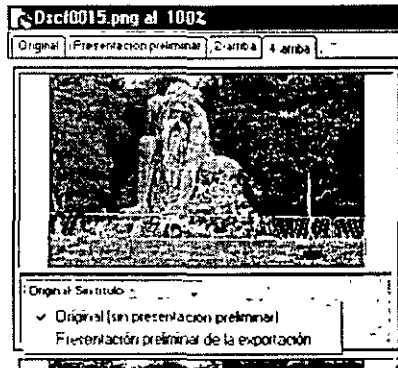 Dscf0015.png al 100%
Original Presentación preliminar 2-arriba 4 arriba
Original Sin título
✓ Original (sin presentación preliminar)
Presentación preliminar de la exportación